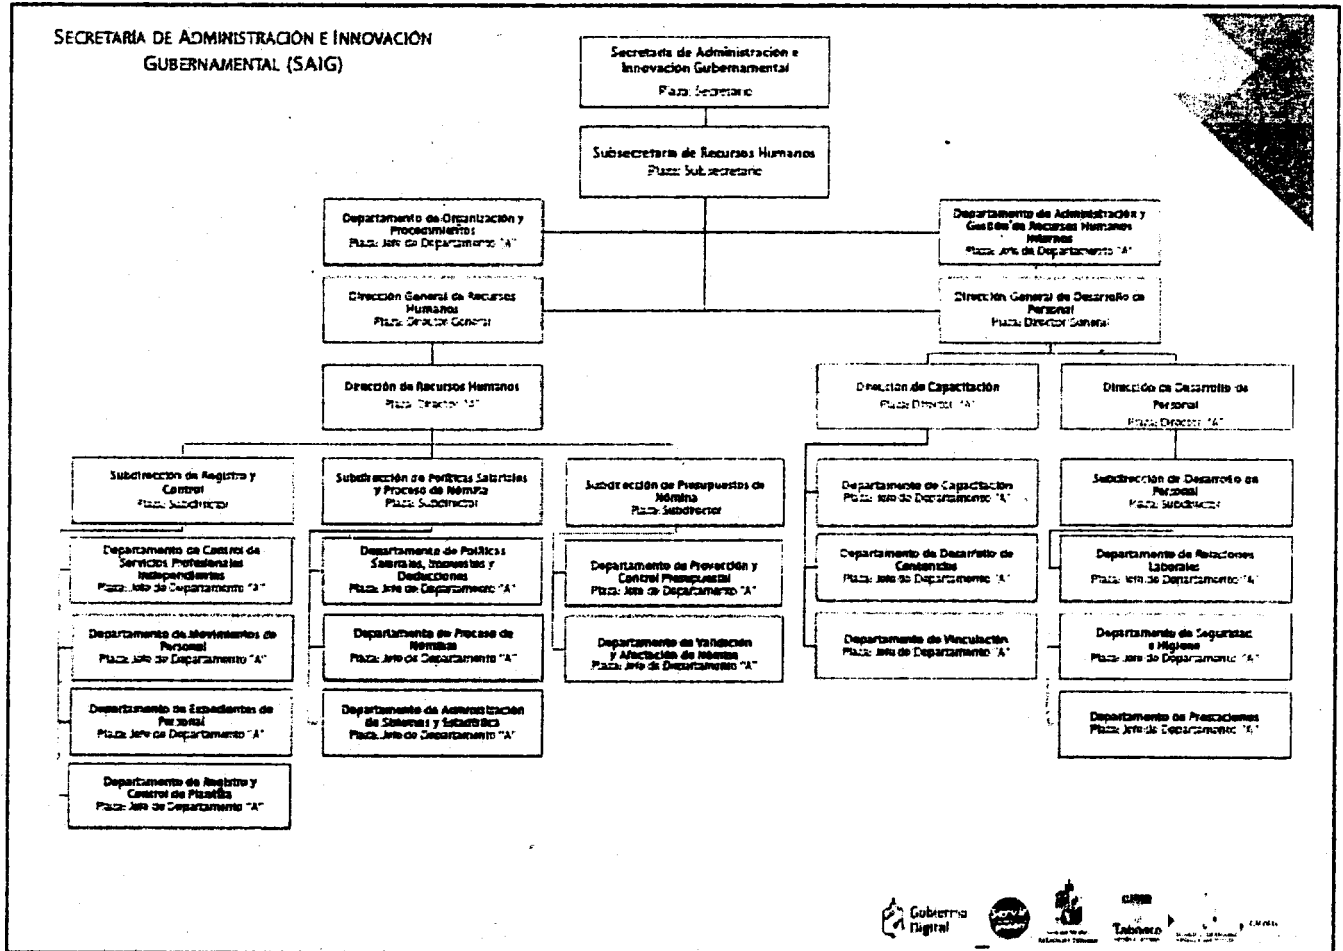 SECRETARÍA DE ADMINISTRACIÓN E INNOVACIÓN
GUBERNAMENTAL (SAIG)
Secretaría de Administración e
Innovación Gubernamental
Plaza: Secretario
Subsecretaría de Recursos Humanos
Plaza: Subsecretario
Departamento de Organización y
Procedimientos
Plaza: Jefe de Departamento "A"
Departamento de Administración y
Gestión de Recursos Humanos
Internos
Plaza: Jefe de Departamento "A"
Dirección General de Recursos
Humanos
Plaza: Director General
Dirección General de Desarrollo de
Personal
Plaza: Director General
Dirección de Recursos Humanos
Plaza: Director "A"
Dirección de Capacitación
Plaza: Director "A"
Dirección de Desarrollo de
Personal
Plaza: Director "A"
Subdirección de Registro y
Control
Plaza: Subdirector
Subdirección de Políticas Salariales
y Proceso de Nómina
Plaza: Subdirector
Subdirección de Presupuestos de
Nómina
Plaza: Subdirector
Departamento de Capacitación
Plaza: Jefe de Departamento "A"
Subdirección de Desarrollo de
Personal
Plaza: Subdirector
Departamento de Control de
Servicios Profesionales
Independientes
Plaza: Jefe de Departamento "A"
Departamento de Políticas
Salariales, Impuestos y
Deducciones
Plaza: Jefe de Departamento "A"
Departamento de Proyección y
Control Presupuestal
Plaza: Jefe de Departamento "A"
Departamento de Desarrollo de
Contenidos
Plaza: Jefe de Departamento "A"
Departamento de Relaciones
Laborales
Plaza: Jefe de Departamento "A"
Departamento de Movimientos de
Personal
Plaza: Jefe de Departamento "A"
Departamento de Proceso de
Nóminas
Plaza: Jefe de Departamento "A"
Departamento de Validación
y Afectación de Nómina
Plaza: Jefe de Departamento "A"
Departamento de Vinculación
Plaza: Jefe de Departamento "A"
Departamento de Seguridad
e Higiene
Plaza: Jefe de Departamento "A"
Departamento de Expedientes de
Personal
Plaza: Jefe de Departamento "A"
Departamento de Administración
de Sistemas y Estadística
Plaza: Jefe de Departamento "A"
Departamento de Prestaciones
Plaza: Jefe de Departamento "A"
Departamento de Registro y
Control de Plantilla
Plaza: Jefe de Departamento "A"
Gobierno
Digital
Tabasco